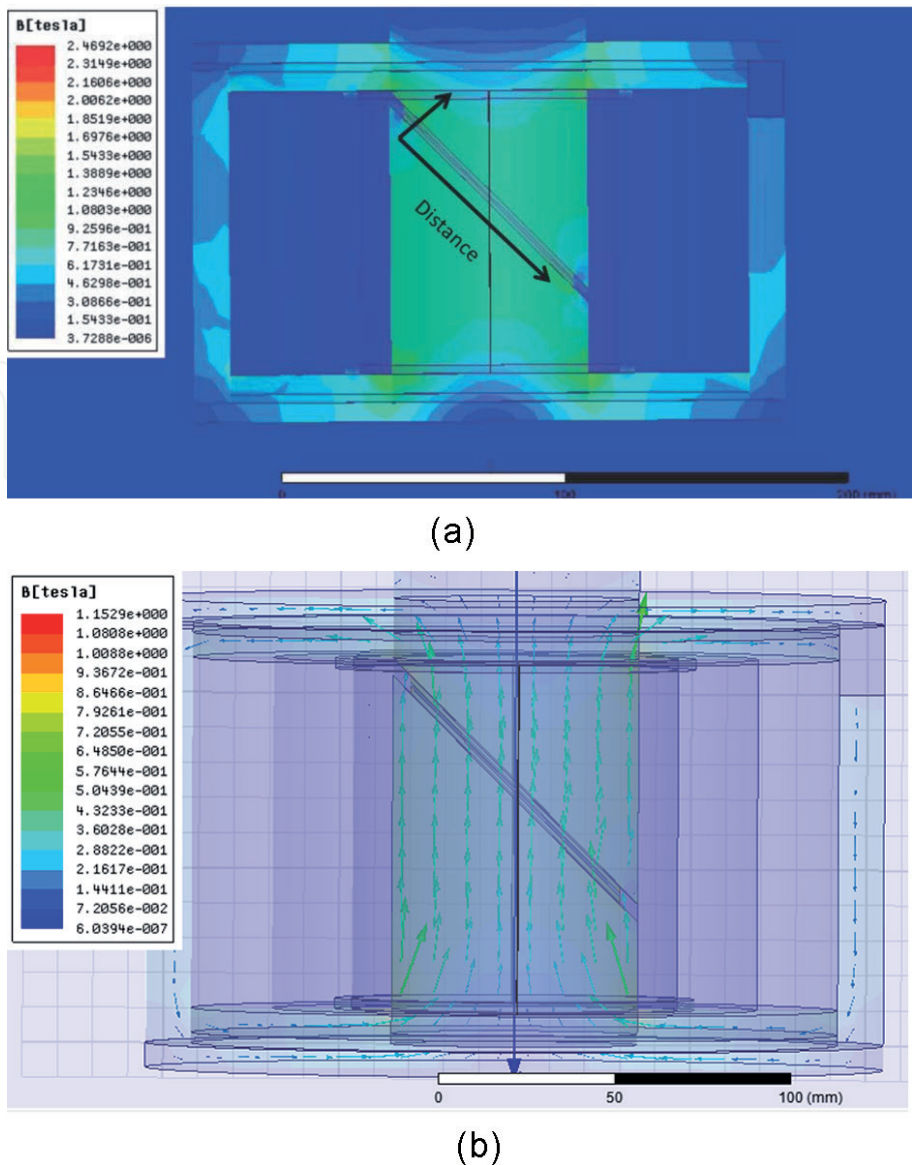 B[tesla]
2.4692e+000
2.3149e+000
2.1606e+000
2.0062e+000
1.8519e+000
1.6976e+000
1.5433e+000
1.3889e+000
1.2346e+000
1.0803e+000
9.2596e-001
7.7163e-001
6.1731e-001
4.6298e-001
3.0866e-001
1.5433e-001
3.7288e-006
Distance
0 100 200 (mm)
(a)
B[tesla]
1.1529e+000
1.0808e+000
1.0088e+000
9.3672e-001
8.6466e-001
7.9261e-001
7.2055e-001
6.4850e-001
5.7644e-001
5.0439e-001
4.3233e-001
3.6028e-001
2.8822e-001
2.1617e-001
1.4411e-001
7.2056e-002
6.0394e-007
0 50 100 (mm)
(b)